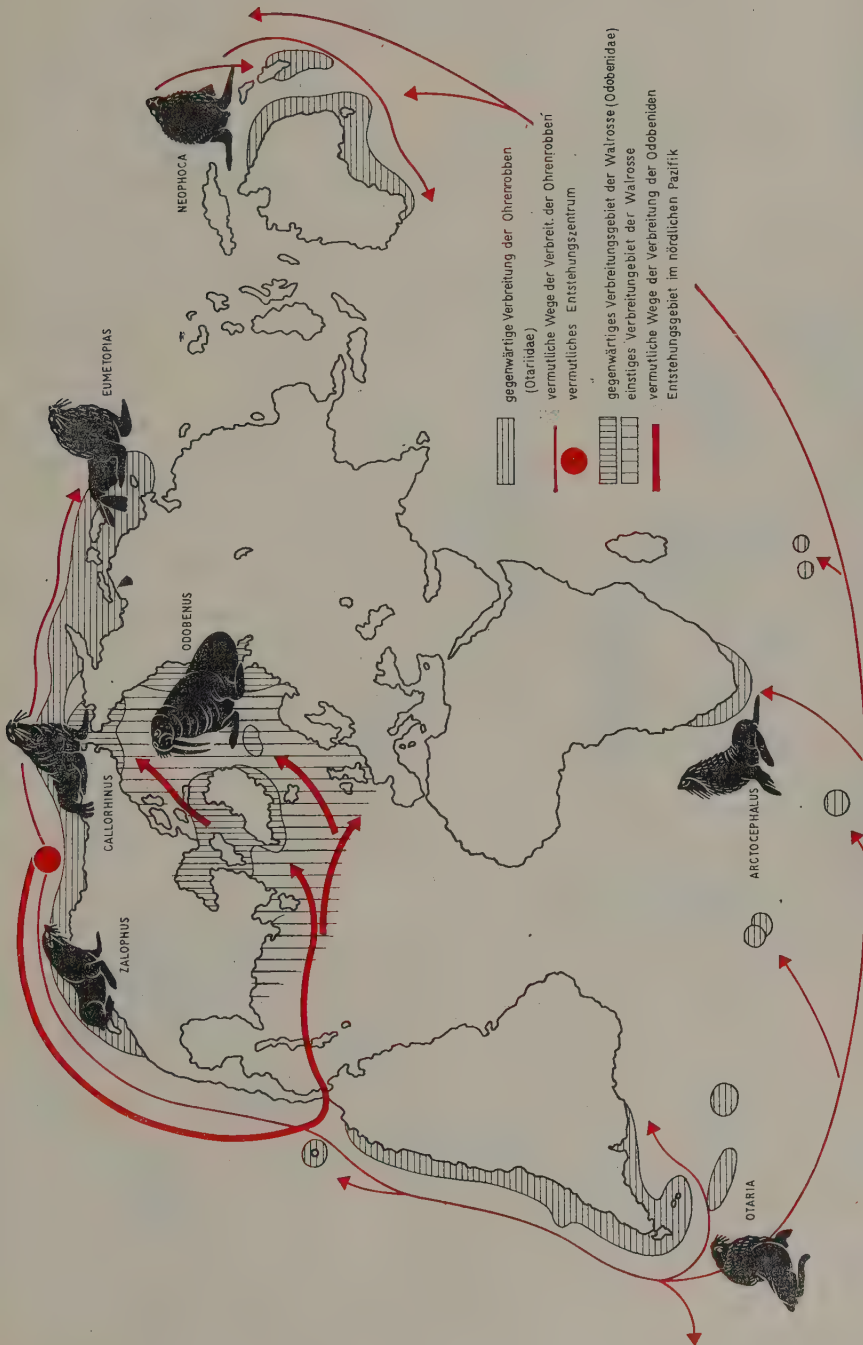 NEOPHOCA
EUMETOPIAS
ODOBENUS
CALLORHINUS
ZALOPHUS
ARCTOCEPHALUS
OTARIA
gegenwärtige Verbreitung der Ohrenrobben
(Otariidae)
vermutliche Wege der Verbreit. der Ohrenrobben
vermutliches Entstehungszentrum
gegenwärtiges Verbreitungsgebiet der Walrosse (Odobenidae)
einstiges Verbreitungebiet der Walrosse
vermutliche Wege der Verbreitung der Odobeniden
Entstehungsgebiet im nördlichen Pazifik